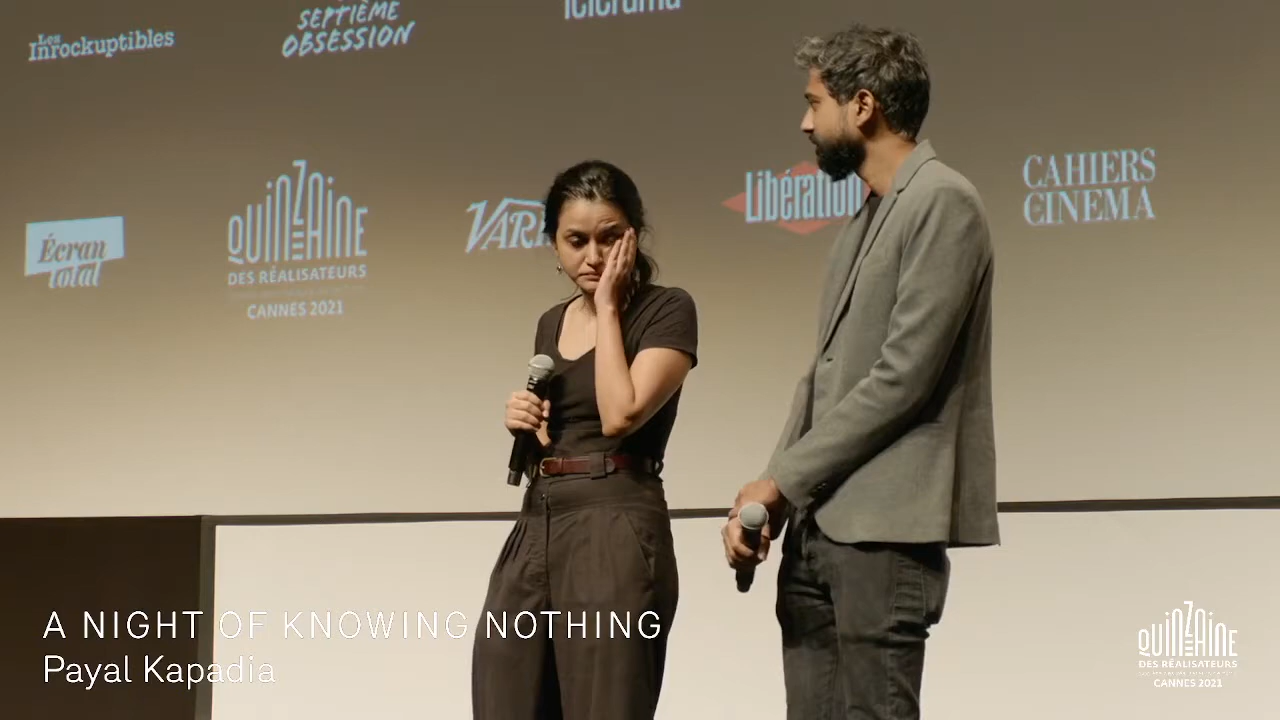 Les
Inrockuptibles
SEPTIÈME
OBSESSION
Télérama
Écran
total
QUINZAINE
DES RÉALISATEURS
CANNES 2021
Libération
CAHIERS
CINEMA
A NIGHT OF KNOWING NOTHING
Payal Kapadia
QUINZAINE
DES RÉALISATEURS
CANNES 2021